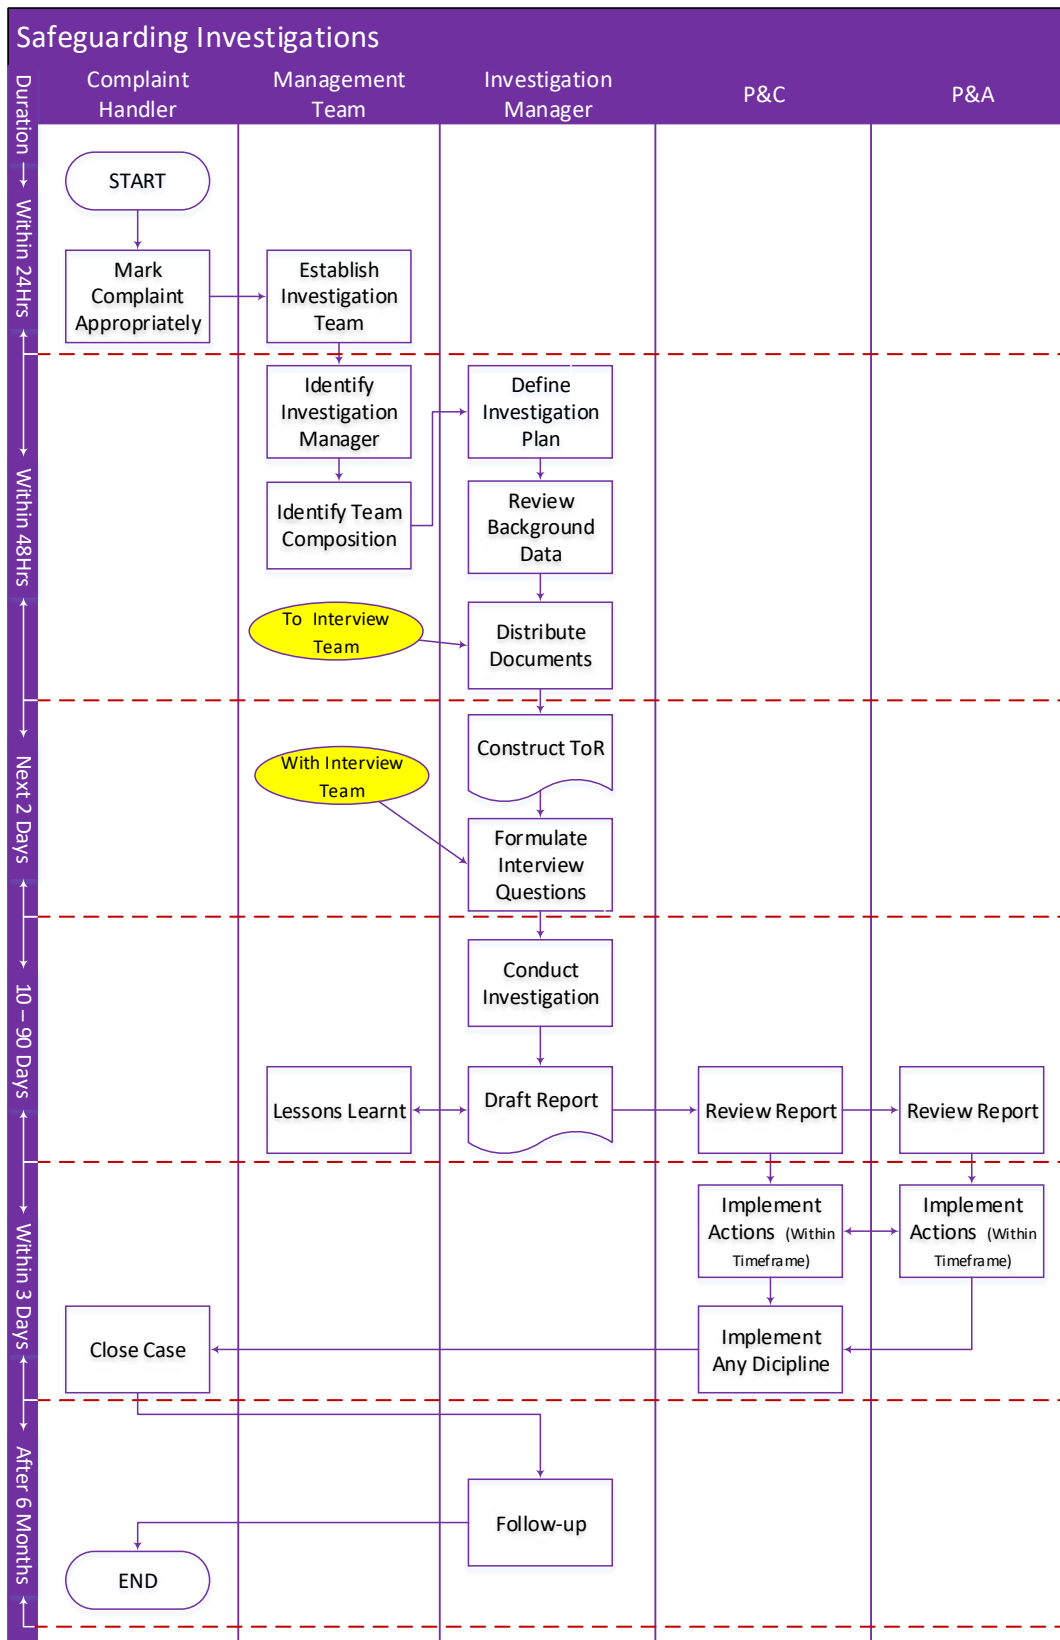 Safeguarding Investigations
Duration
Complaint
Handler
Management
Team
Investigation
Manager
P&C
P&A
Within 24Hrs
START
Mark
Complaint
Appropriately
Establish
Investigation
Team
Within 48Hrs
Identify
Investigation
Manager
Define
Investigation
Plan
Identify Team
Composition
Review
Background
Data
To Interview
Team
Distribute
Documents
Next 2 Days
Construct ToR
With Interview
Team
Formulate
Interview
Questions
10 – 90 Days
Conduct
Investigation
Lessons Learnt
Draft Report
Review Report
Review Report
Within 3 Days
Implement
Actions (Within
Timeframe)
Implement
Actions (Within
Timeframe)
Close Case
Implement
Any Dicipline
After 6 Months
Follow-up
END